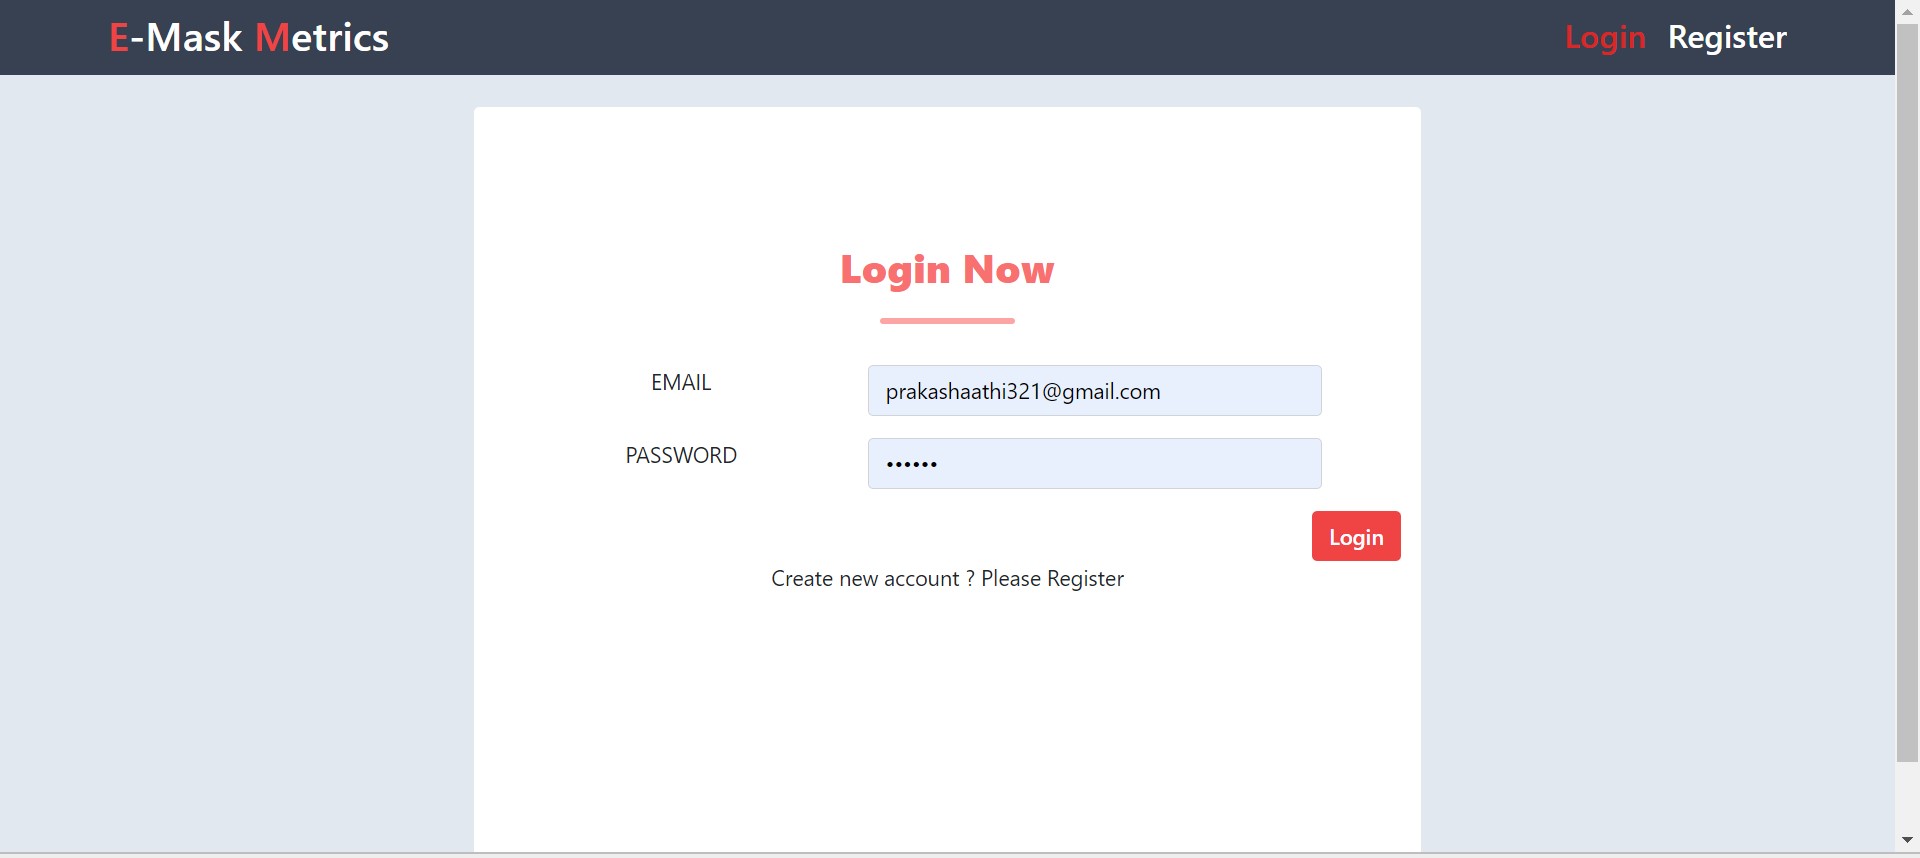 E-Mask Metrics
Login Register
Login Now
EMAIL
prakashaathi321@gmail.com
PASSWORD
••••••
Login
Create new account ? Please Register